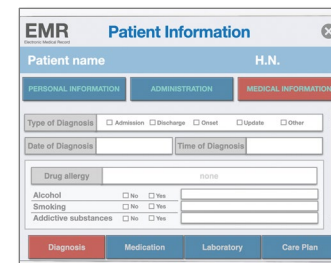 EMR Patient Information
Electronic Medical Record
Patient name H.N.
PERSONAL INFORMATION ADMINISTRATION MEDICAL INFORMATION
Type of Diagnosis Admission Discharge Onset Update Other
Date of Diagnosis Time of Diagnosis
Drug allergy none
Alcohol No Yes
Smoking No Yes
Addictive substances No Yes
Diagnosis Medication Laboratory Care Plan